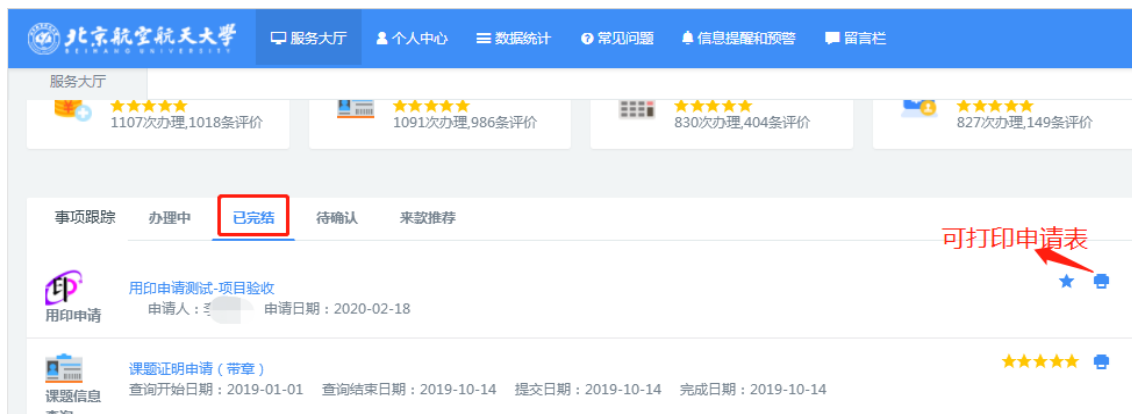 北京航空航天大学
BEIHANG UNIVERSITY
服务大厅 个人中心 数据统计 常见问题 信息提醒和预警 留言栏
服务大厅
1107次办理,1018条评价 1091次办理,986条评价 830次办理,404条评价 827次办理,149条评价
事项跟踪 办理中 已完结 待确认 来款推荐
可打印申请表
用印申请测试-项目验收
印 申请人： 申请日期：2020-02-18
用印申请
课题证明申请（带章）
查询开始日期：2019-01-01 查询结束日期：2019-10-14 提交日期：2019-10-14 完成日期：2019-10-14
课题信息